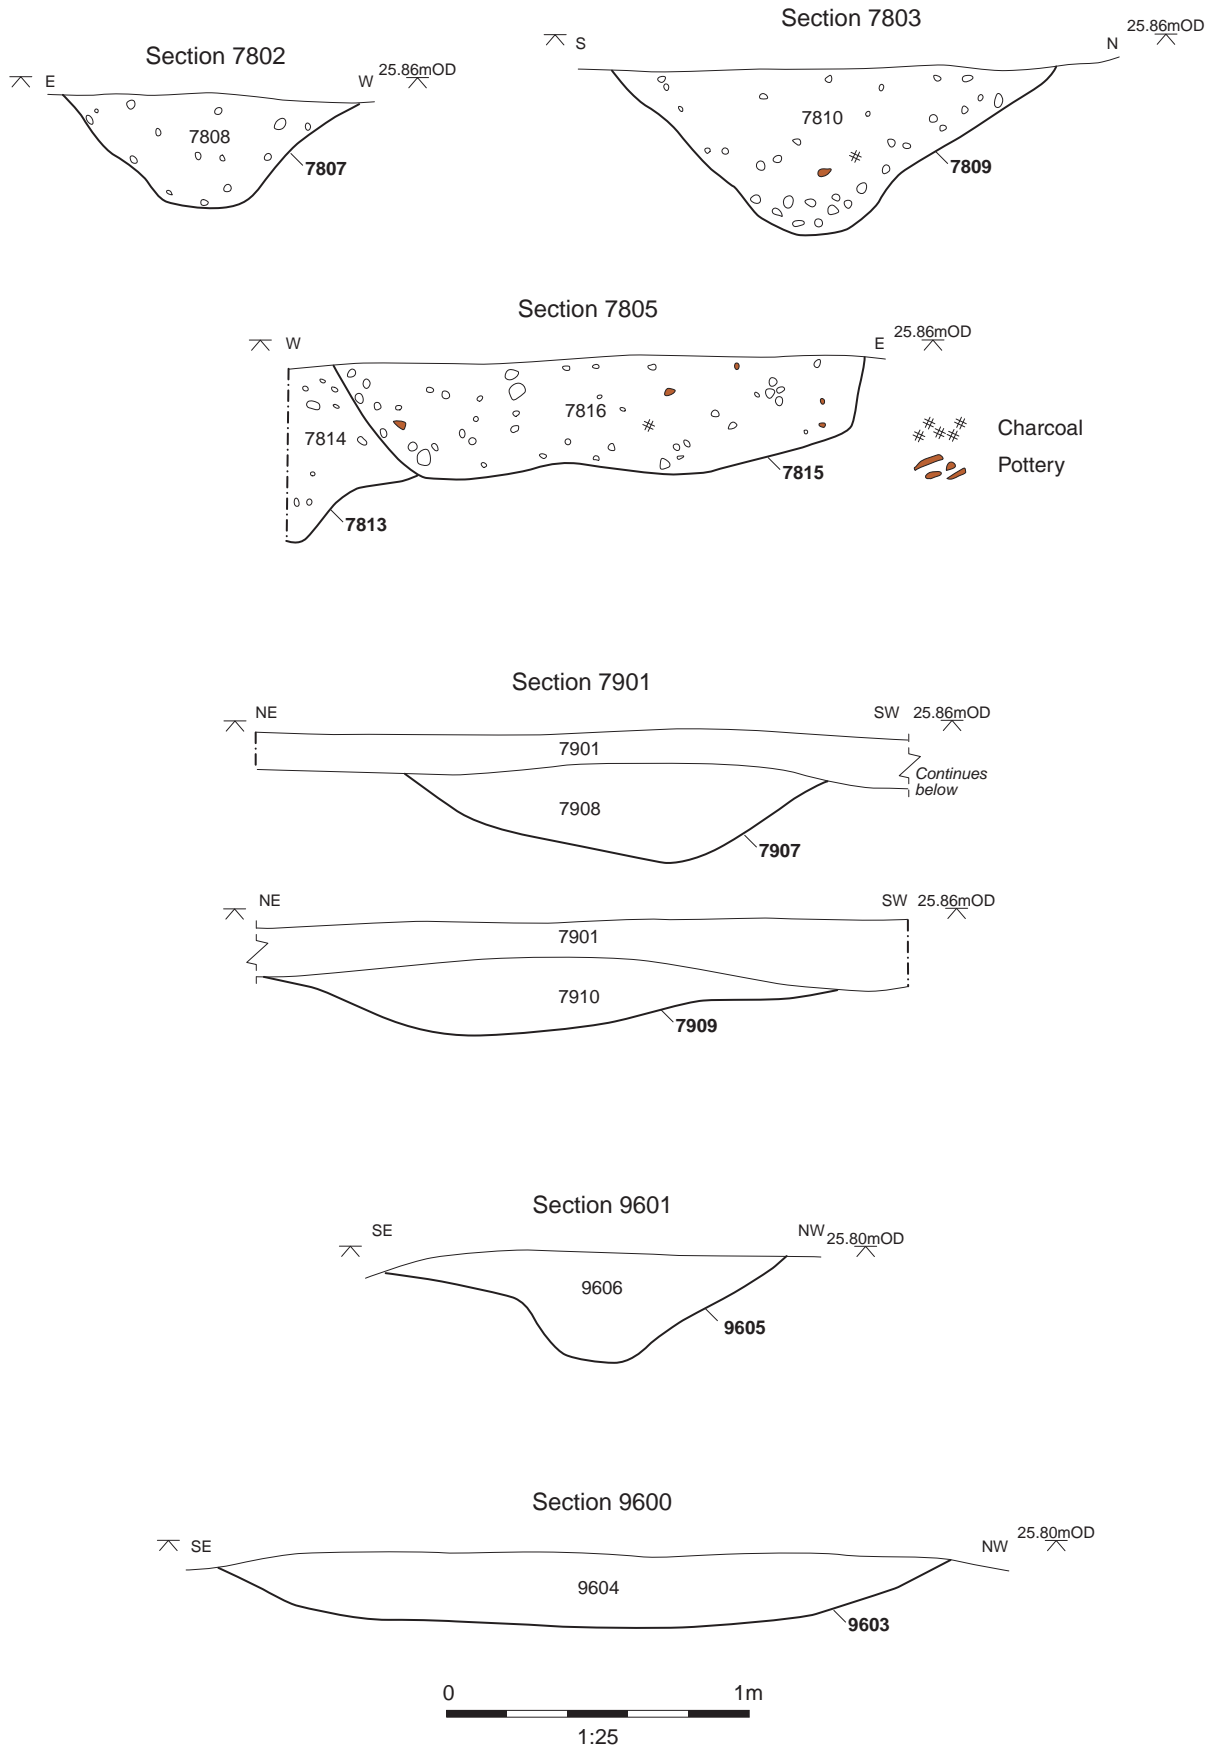 Section 7802
E
W
25.86mOD
7808
7807
Section 7803
S
N
25.86mOD
7810
7809
Section 7805
W
E
25.86mOD
7814
7816
7815
7813
Charcoal
Pottery
Section 7901
NE
SW
25.86mOD
7901
Continues
below
7908
7907
NE
SW
25.86mOD
7901
7910
7909
Section 9601
SE
NW
25.80mOD
9606
9605
Section 9600
SE
NW
25.80mOD
9604
9603
0
1m
1:25